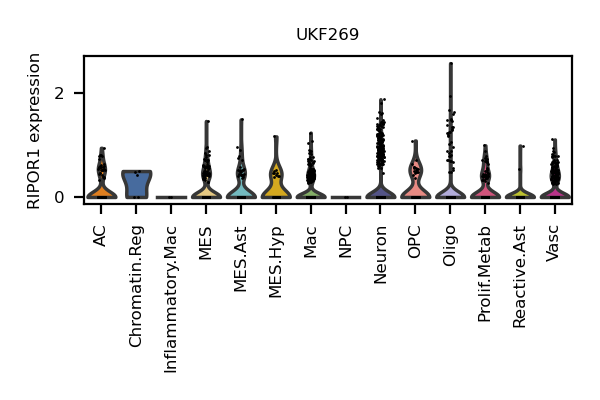 UKF269
RIPOR1 expression
2
0
AC
Chromatin.Reg
Inflammatory.Mac
MES
MES.Ast
MES.Hyp
Mac
NPC
Neuron
OPC
Oligo
Prolif.Metab
Reactive.Ast
Vasc